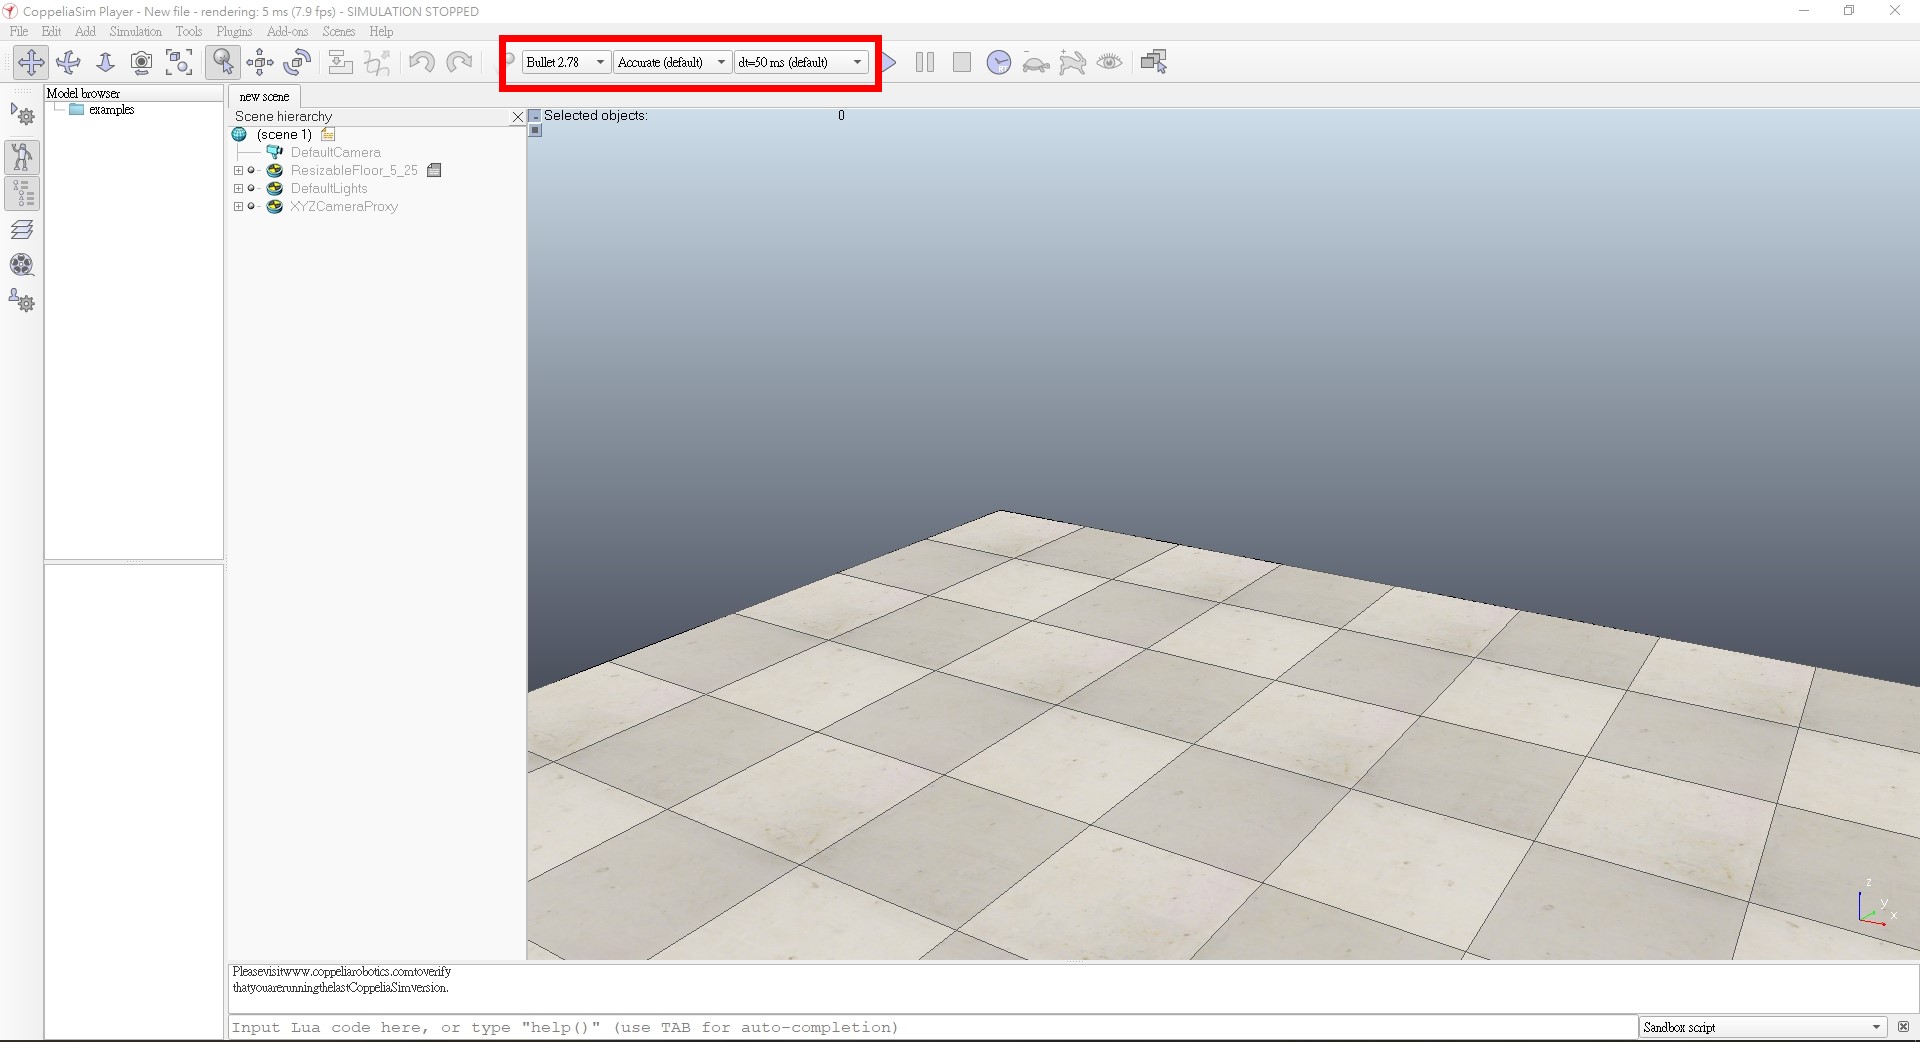 CoppeliaSim Player - New file - rendering: 5 ms (7.9 fps) - SIMULATION STOPPED
File Edit Add Simulation Tools Plugins Add-ons Scenes Help
Bullet 2.78 Accurate (default) dt=50 ms (default)
Model browser
examples
new scene
Scene hierarchy
(scene 1)
DefaultCamera
ResizableFloor_5_25
DefaultLights
XYZCameraProxy
Selected objects: 0
z
y
x
Pleasevisitwww.coppeliarobotics.comtoverify
thatyouarerunningthelastCoppeliaSimversion.
Input Lua code here, or type "help()" (use TAB for auto-completion)
Sandbox script